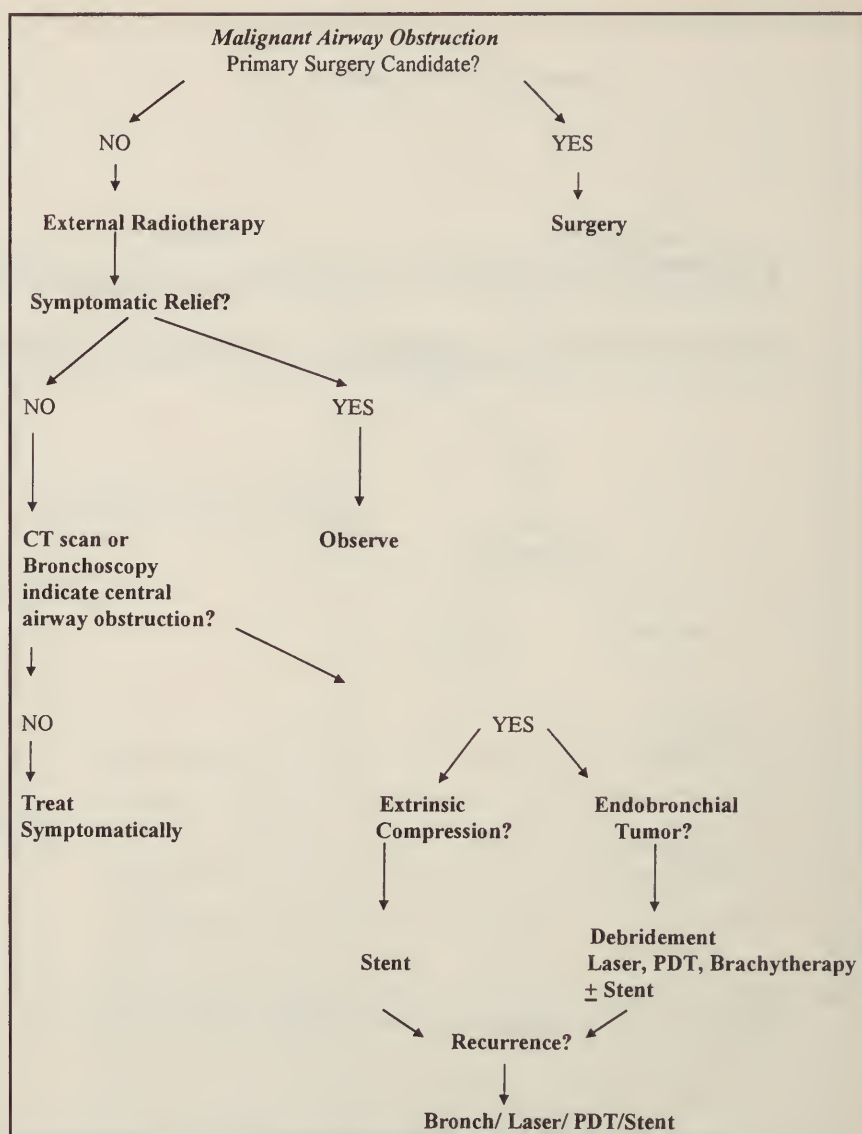 Malignant Airway Obstruction
Primary Surgery Candidate?
NO
YES
External Radiotherapy
Surgery
Symptomatic Relief?
NO
YES
CT scan or
Bronchoscopy
indicate central
airway obstruction?
Observe
NO
YES
Treat
Symptomatically
Extrinsic
Compression?
Endobronchial
Tumor?
Stent
Debridement
Laser, PDT, Brachytherapy
± Stent
Recurrence?
Bronch/ Laser/ PDT/Stent